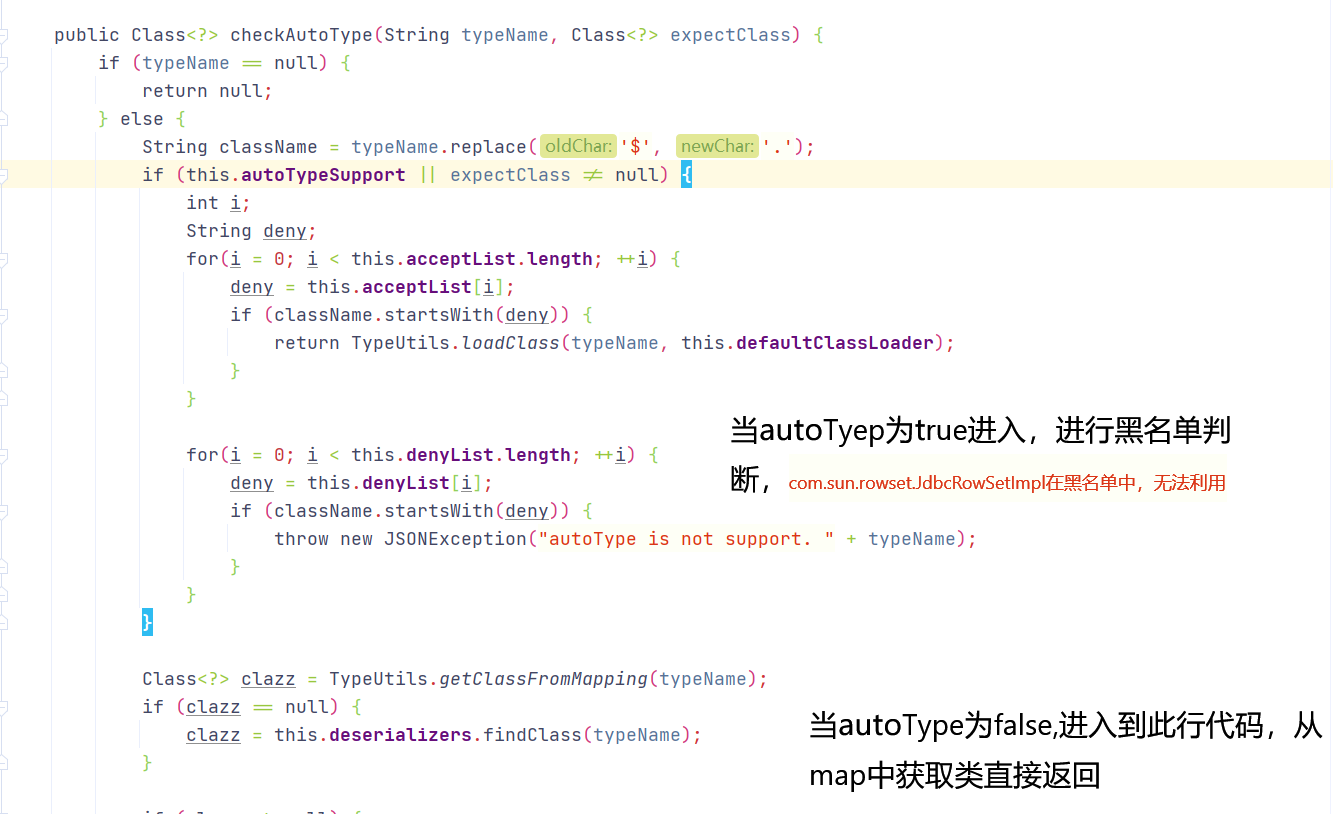 public Class<?> checkAutoType(String typeName, Class<?> expectClass) {
if (typeName == null) {
return null;
} else {
String className = typeName.replace( oldChar: '$', newChar: '.');
if (this.autoTypeSupport || expectClass ≠ null) {
int i;
String deny;
for(i = 0; i < this.acceptList.length; ++i) {
deny = this.acceptList[i];
if (className.startsWith(deny)) {
return TypeUtils.loadClass(typeName, this.defaultClassLoader);
}
}
当autoTyep为true进入，进行黑名单判
断，com.sun.rowset.JdbcRowSetImpl在黑名单中，无法利用
for(i = 0; i < this.denyList.length; ++i) {
deny = this.denyList[i];
if (className.startsWith(deny)) {
throw new JSONException("autoType is not support. " + typeName);
}
}
}
Class<?> clazz = TypeUtils.getClassFromMapping(typeName);
if (clazz == null) {
clazz = this.deserializers.findClass(typeName);
}
当autoType为false,进入到此行代码，从
map中获取类直接返回